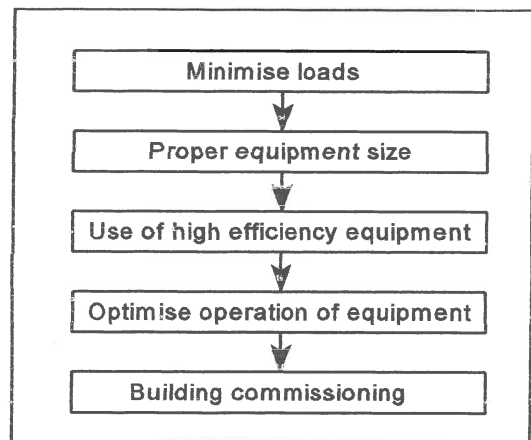 Minimise loads
Proper equipment size
Use of high efficiency equipment
Optimise operation of equipment
Building commissioning